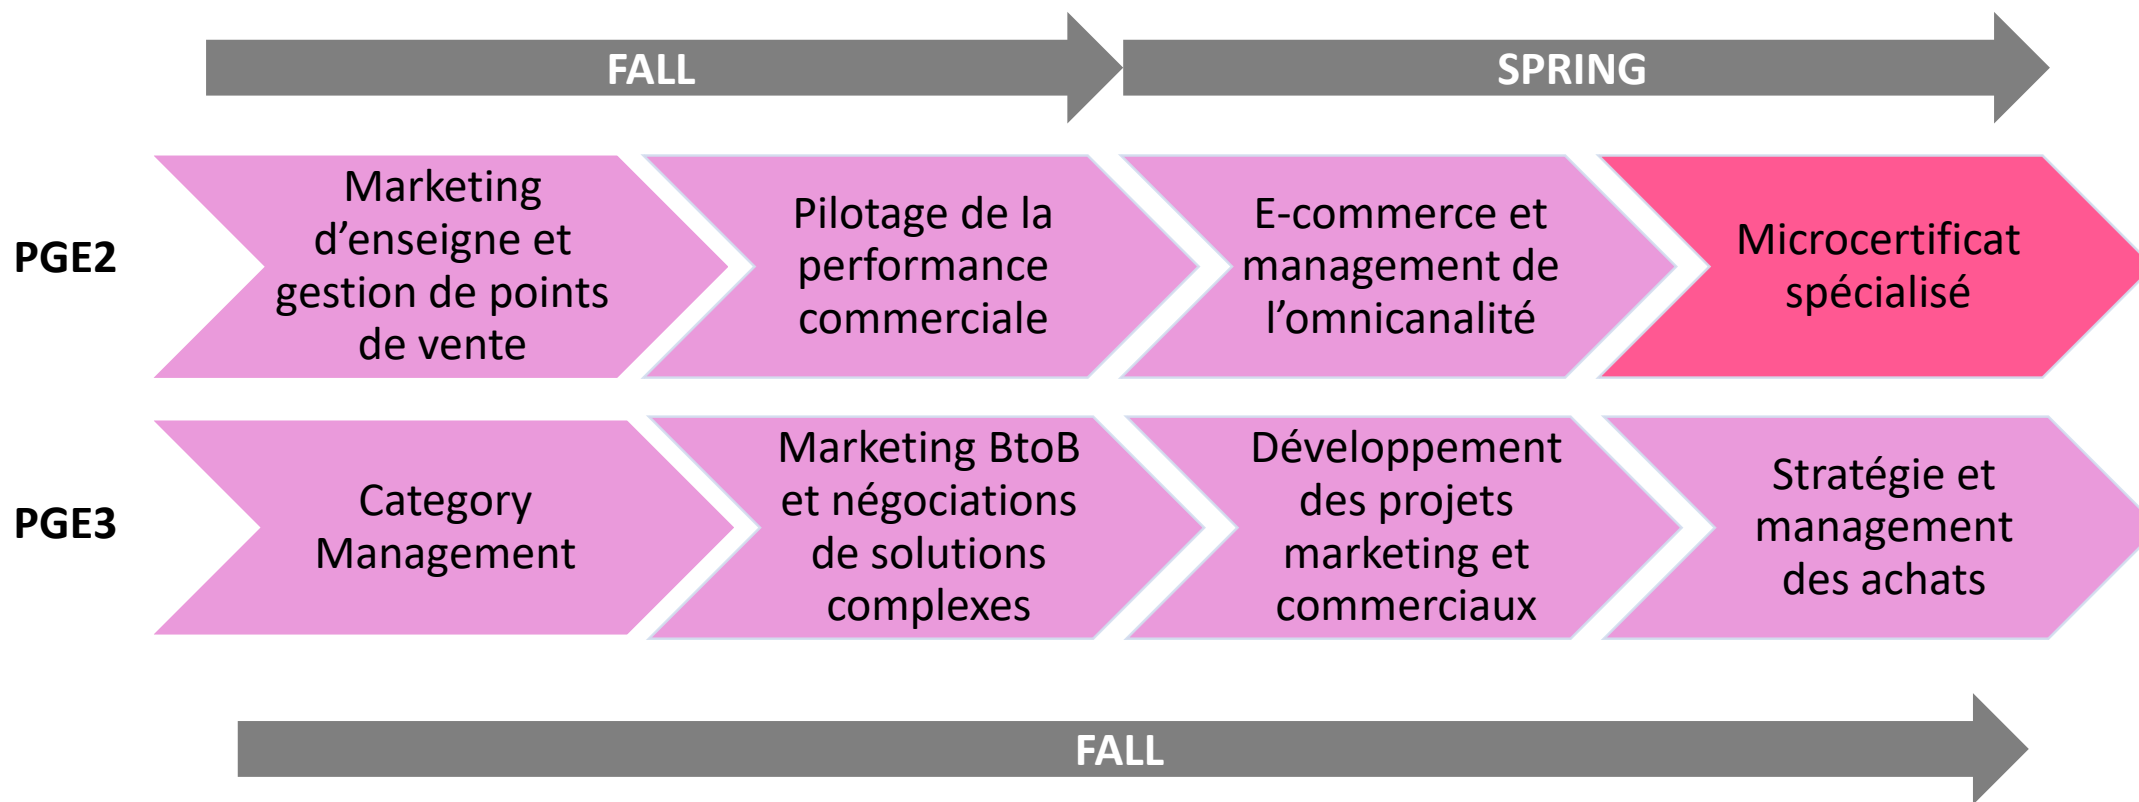 FALL
SPRING
PGE2
Marketing
d’enseigne et
gestion de points
de vente
Pilotage de la
performance
commerciale
E-commerce et
management de
l’omnicanalité
Microcertificat
spécialisé
PGE3
Category
Management
Marketing BtoB
et négociations
de solutions
complexes
Développement
des projets
marketing et
commerciaux
Stratégie et
management
des achats
FALL